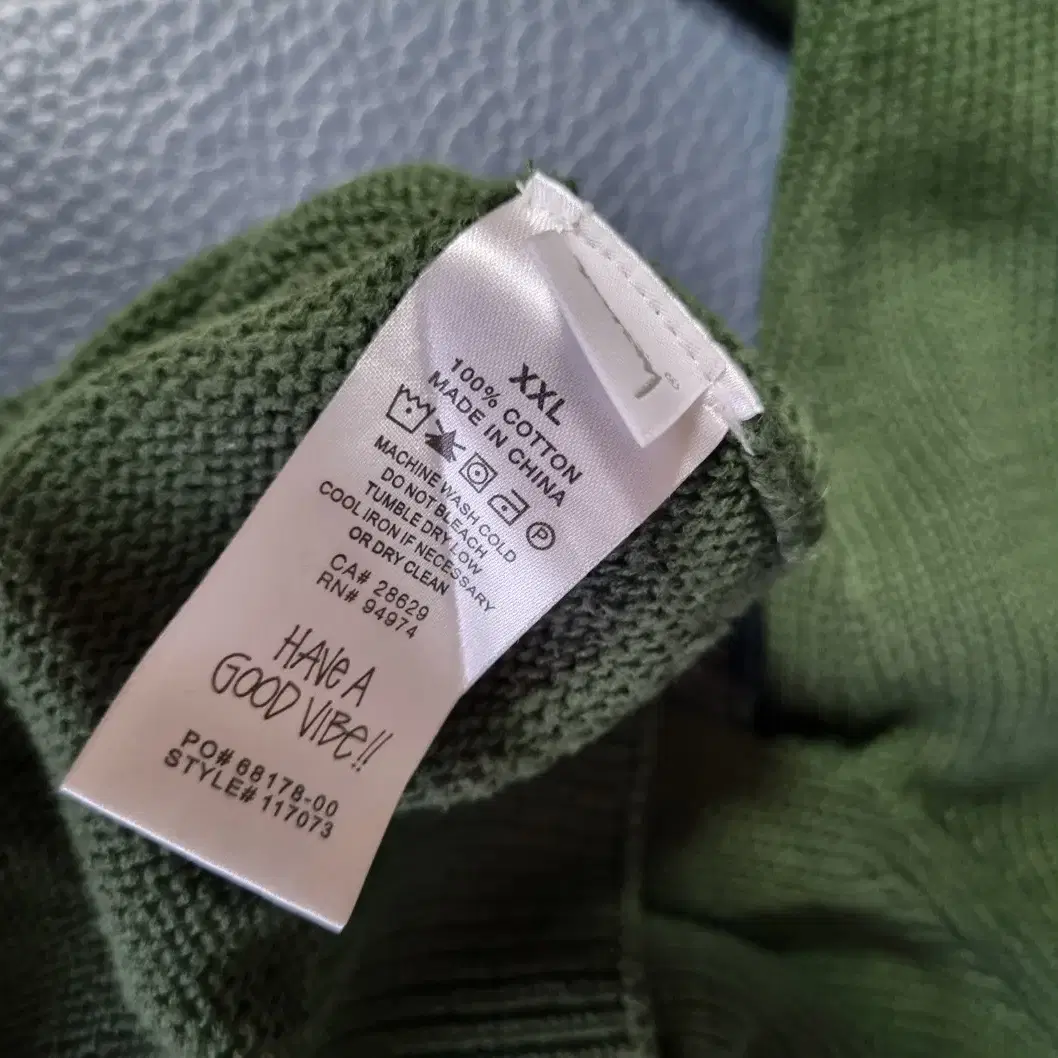 XXL
100% COTTON
MADE IN CHINA
P
MACHINE WASH COLD
DO NOT BLEACH
TUMBLE DRY LOW
COOL IRON IF NECESSARY
OR DRY CLEAN
CA# 28629
RN# 94974
HAVE A
GOOD VIBE!!
PO# 68178-00
STYLE# 117073